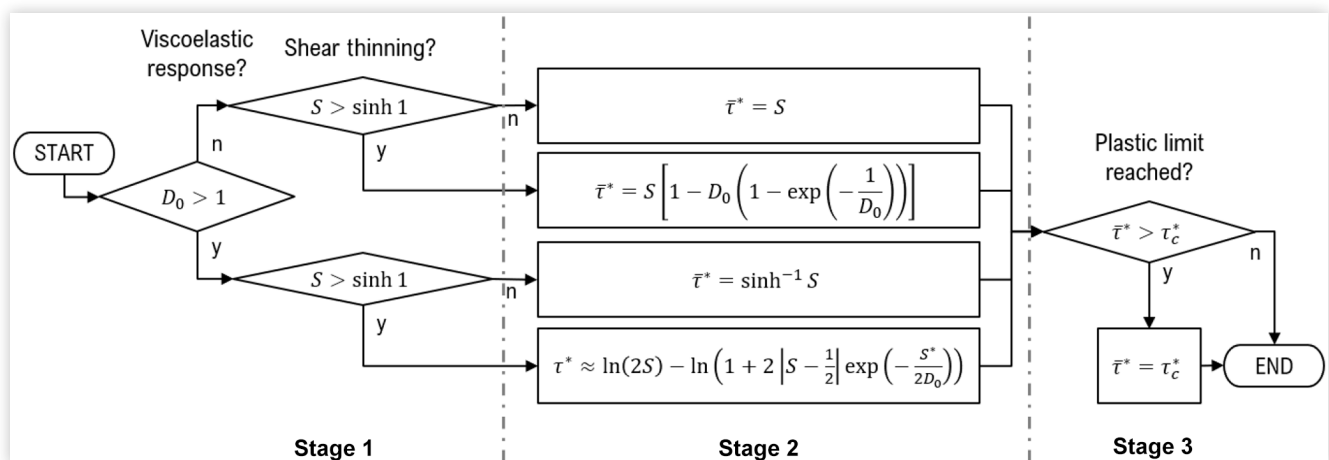 Viscoelastic
response?
Shear thinning?
START
D₀ > 1
n
y
S > sinh 1
n
y
S > sinh 1
n
y
τ̄* = S
τ̄* = S[1 − D₀(1 − exp(−1/D₀))]
τ̄* = sinh⁻¹ S
τ* ≈ ln(2S) − ln(1 + 2|S − 1/2| exp(−S*/2D₀))
Plastic limit
reached?
τ̄* > τ_c*
n
y
τ̄* = τ_c*
END
Stage 1
Stage 2
Stage 3